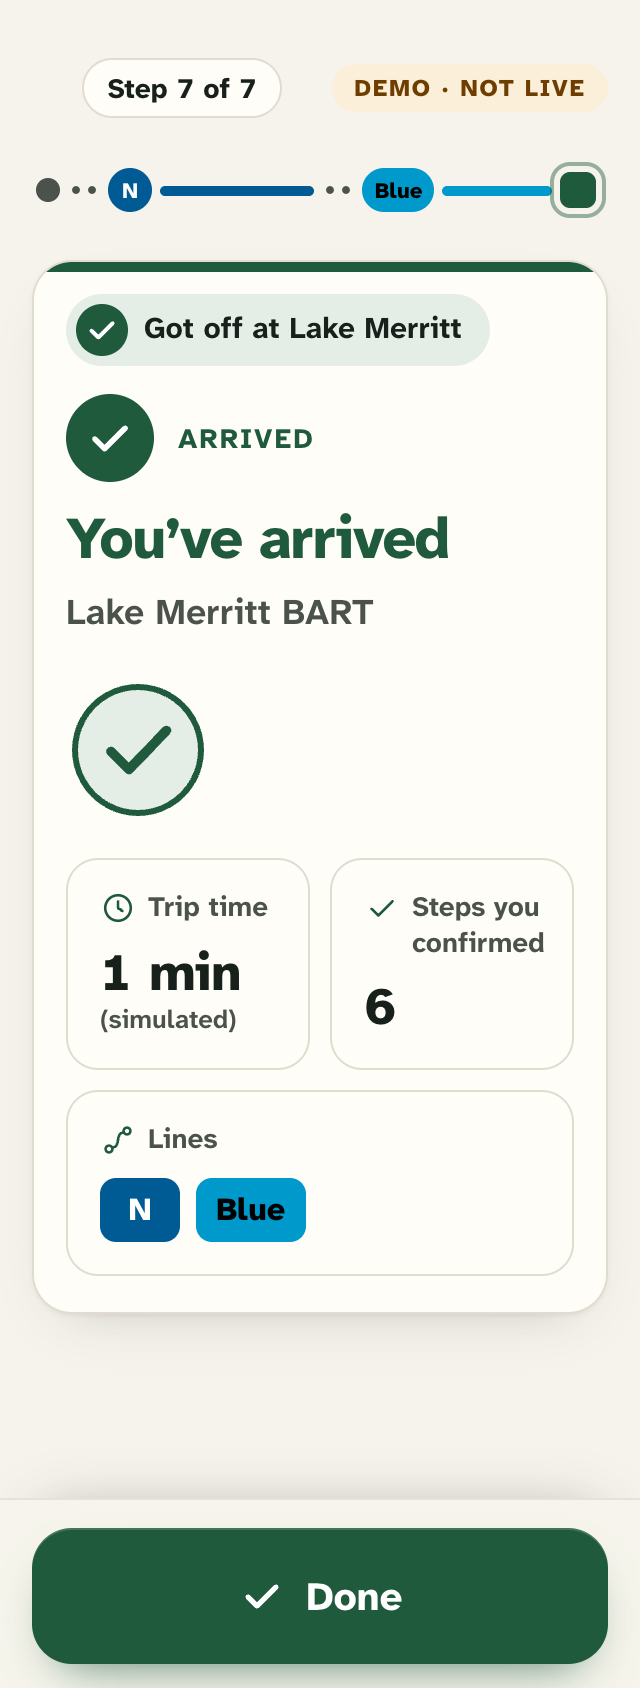 Step 7 of 7
DEMO · NOT LIVE
N
Blue
Got off at Lake Merritt
ARRIVED
You’ve arrived
Lake Merritt BART
Trip time
1 min
(simulated)
Steps you
confirmed
6
Lines
N
Blue
Done